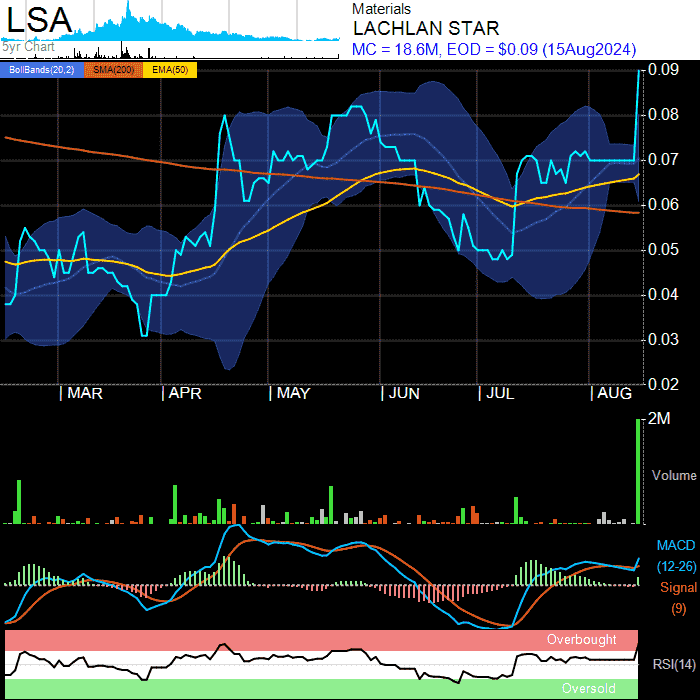 LSA
5yr Chart
Materials
LACHLAN STAR
MC = 18.6M, EOD = $0.09 (15Aug2024)
BollBands(20,2) SMA(200) EMA(50)
0.09
0.08
0.07
0.06
0.05
0.04
0.03
0.02
MAR APR MAY JUN JUL AUG
2M
Volume
MACD
(12-26)
Signal
(9)
Overbought
RSI(14)
Oversold